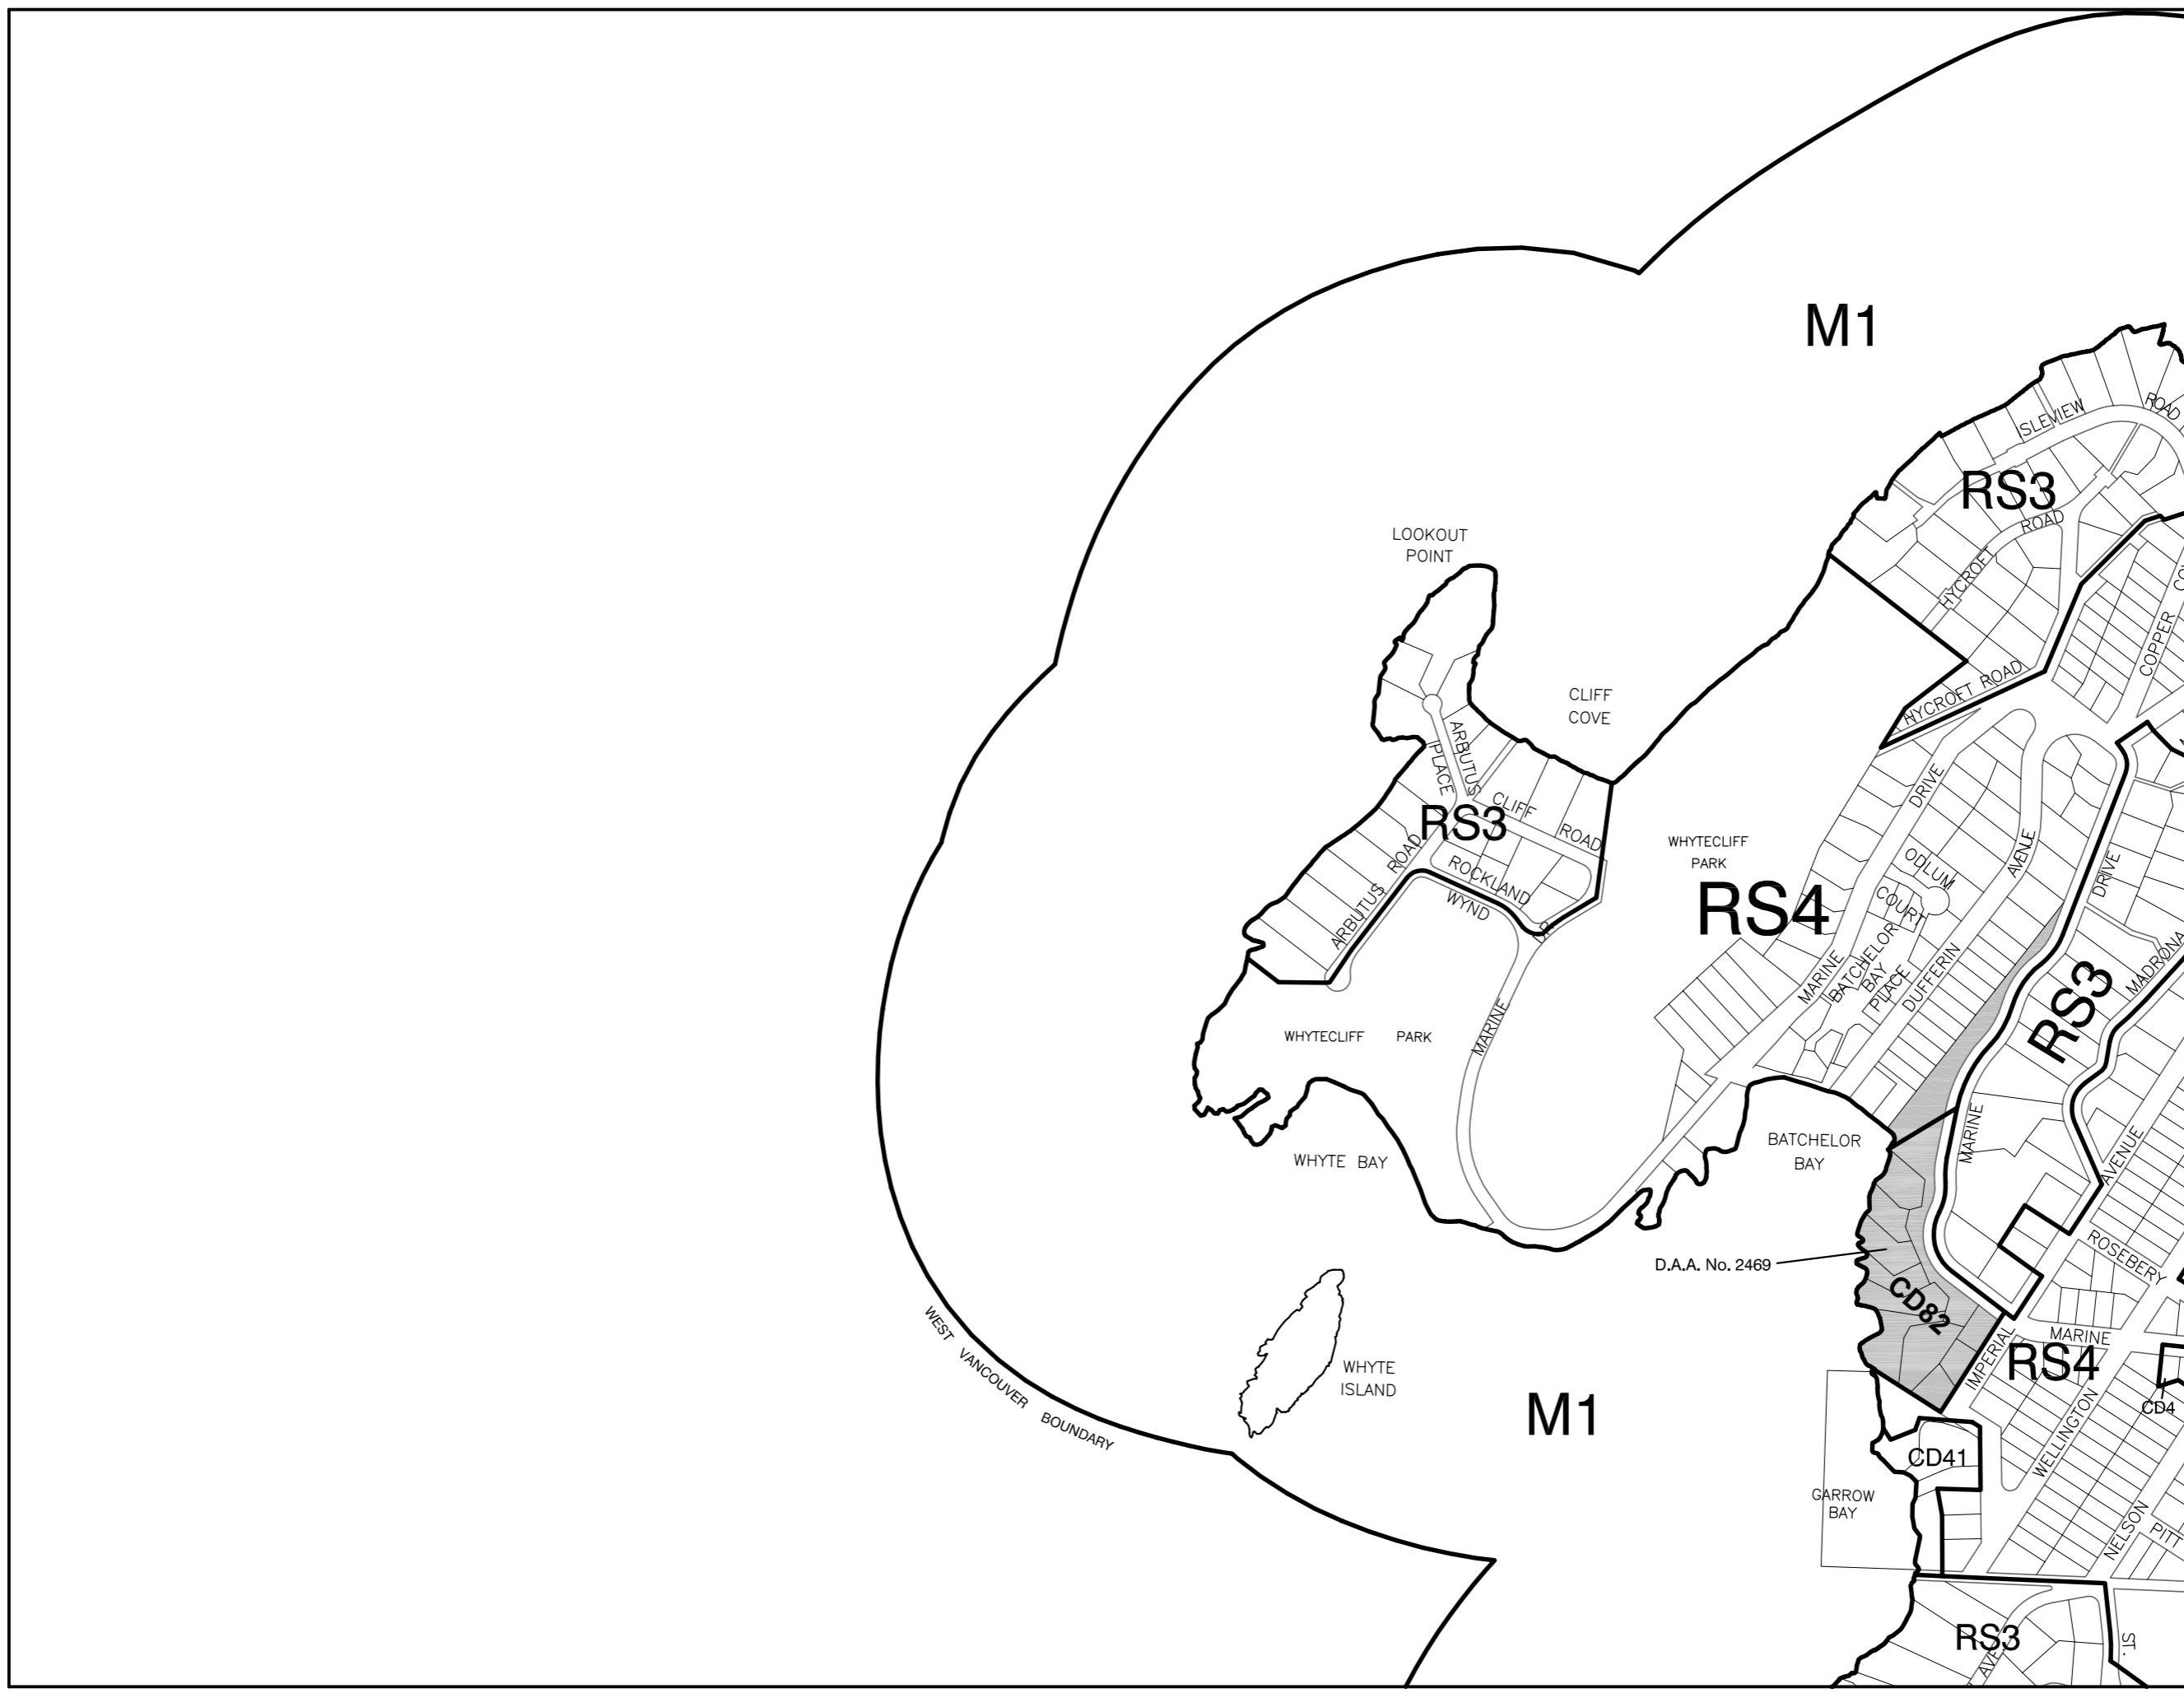 M1
ISLEVIEW
ROAD
RS3
ROAD
HYCROFT
LOOKOUT
POINT
COPPER
HYCROFT ROAD
CLIFF
COVE
ARBUTUS
PLACE
DRIVE
CLIFF
ROAD
RS3
ROCKLAND
WYND
ARBUTUS ROAD
WHYTECLIFF
PARK
RS4
ODLUM
COURT
AVENUE
DRIVE
BATCHELOR
BAY
PLACE
MARINE
DUFFERIN
RS3
MADRONA
WHYTECLIFF PARK
MARINE
MARINE
BATCHELOR
BAY
WHYTE BAY
AVENUE
ROSEBERY
D.A.A. No. 2469
CD82
WEST VANCOUVER BOUNDARY
WHYTE
ISLAND
M1
IMPERIAL
MARINE
RS4
CD4
WELLINGTON
CD41
GARROW
BAY
NELSON
PITT
RS3
AVE
ST.